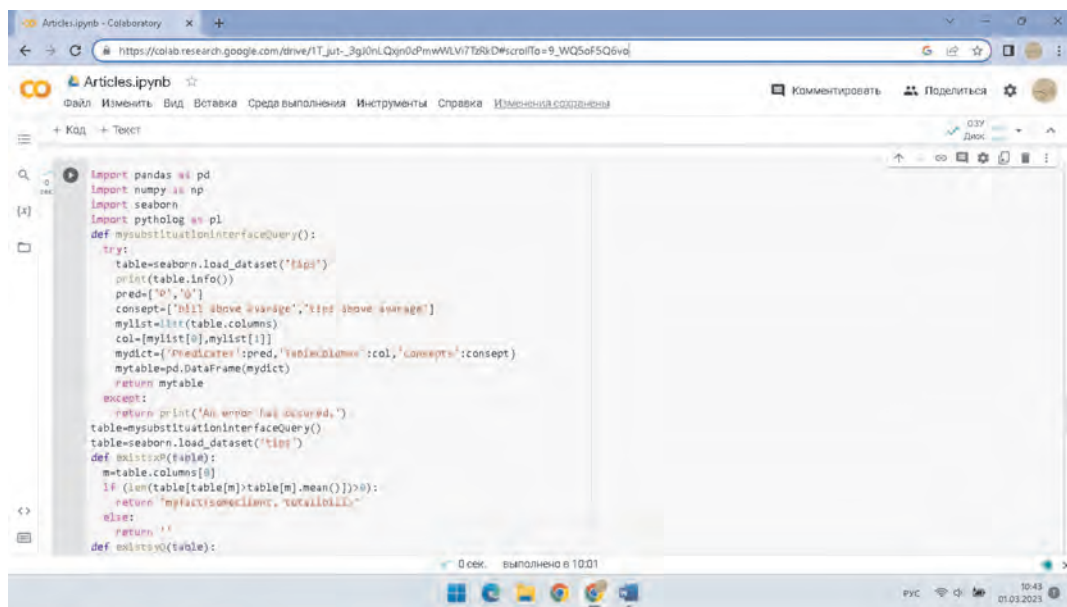 Articles.ipynb - Colaboratory
https://colab.research.google.com/drive/1T_jut-_3gJ0nLQxjn0cPmwWLVi7TzRkD#scrollTo=9_WQ5oF5Q6vo
Articles.ipynb
Файл Изменить Вид Вставка Среда выполнения Инструменты Справка Изменения сохранены
Комментировать Поделиться
+ Код + Текст
ОЗУ
Диск
0
сек.
import pandas as pd
import numpy as np
import seaborn
import pytholog as pl
def mysubstituationinterfaceQuery():
try:
table=seaborn.load_dataset('tips')
print(table.info())
pred=['P','Q']
consept=['bill above avarage','tips above avarage']
mylist=list(table.columns)
col=[mylist[0],mylist[1]]
mydict={'Predicates':pred,'TableColumns':col,'consepts':consept}
mytable=pd.DataFrame(mydict)
return mytable
except:
return print('An error has occured.')
table=mysubstituationinterfaceQuery()
table=seaborn.load_dataset('tips')
def existsxP(table):
m=table.columns[0]
if (len(table[table[m]>table[m].mean()])>0):
return
else:
return ''
def existsyQ(table):
0 сек. выполнено в 10:01
РУС
10:43
01.03.2023